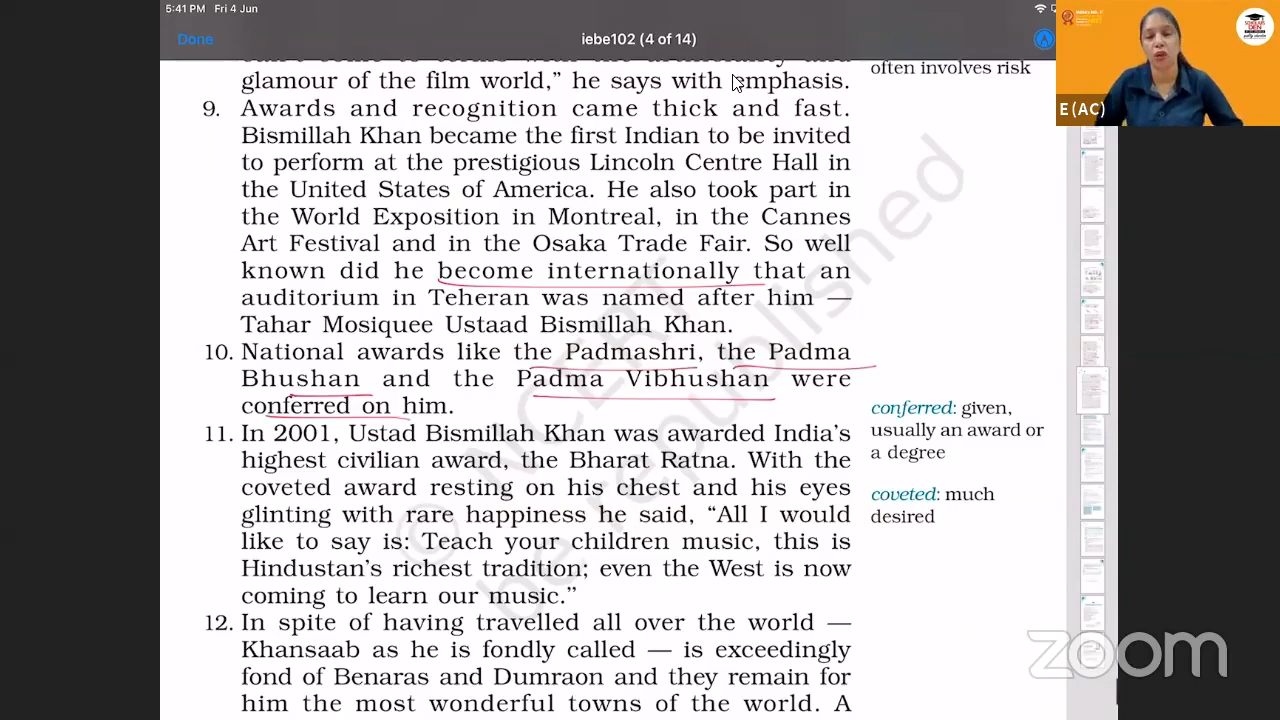 5:41 PM Fri 4 Jun
Done
iebe102 (4 of 14)
glamour of the film world,” he says with emphasis.
often involves risk
9. Awards and recognition came thick and fast.
Bismillah Khan became the first Indian to be invited
to perform at the prestigious Lincoln Centre Hall in
the United States of America. He also took part in
the World Exposition in Montreal, in the Cannes
Art Festival and in the Osaka Trade Fair. So well
known did he become internationally that an
auditorium in Teheran was named after him —
Tahar Mosiquee Ustaad Bismillah Khan.
10. National awards like the Padmashri, the Padma
Bhushan and the Padma Vibhushan were
conferred on him.
11. In 2001, Ustad Bismillah Khan was awarded India’s
highest civilian award, the Bharat Ratna. With the
coveted award resting on his chest and his eyes
glinting with rare happiness he said, “All I would
like to say is: Teach your children music, this is
Hindustan’s richest tradition; even the West is now
coming to learn our music.”
12. In spite of having travelled all over the world —
Khansaab as he is fondly called — is exceedingly
fond of Benaras and Dumraon and they remain for
him the most wonderful towns of the world. A
conferred: given,
usually an award or
a degree
coveted: much
desired
E (AC)
SCHOLARS
DEN
zoom